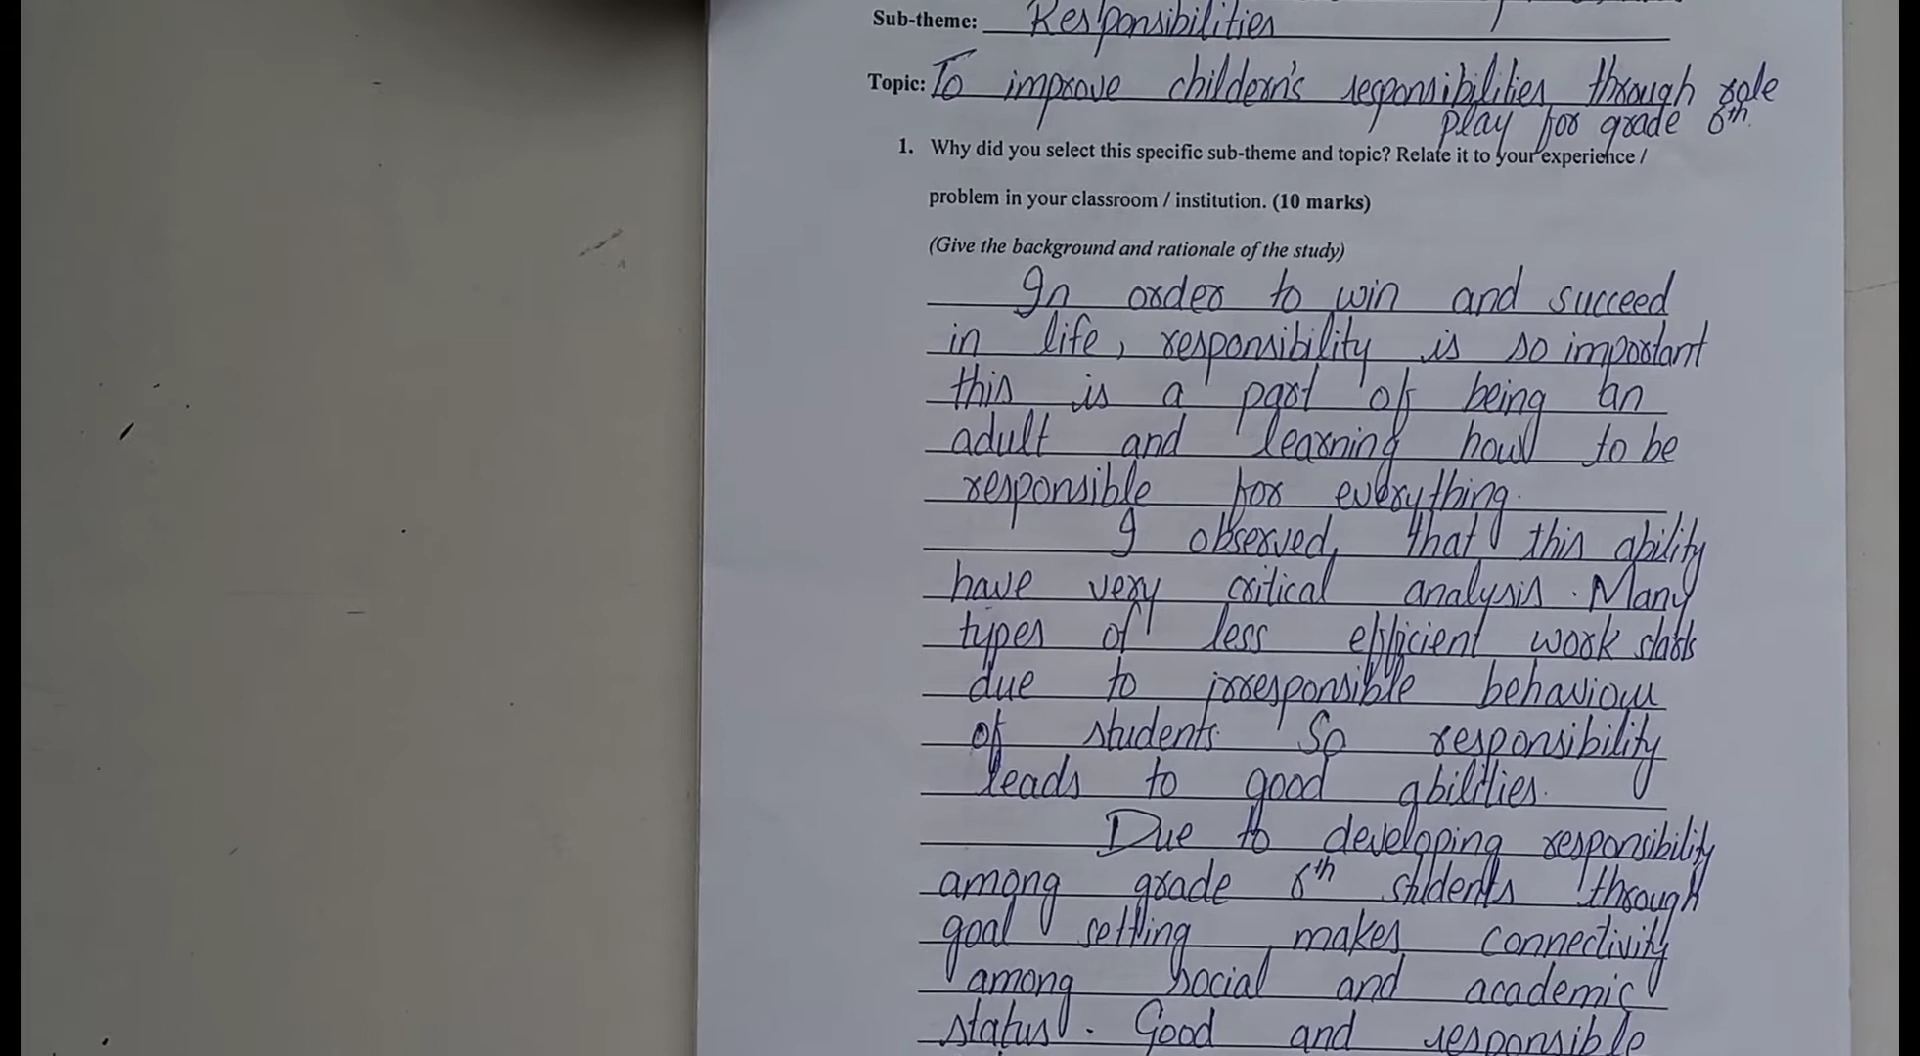 Sub-theme: Responsibilities
Topic: To improve childern's responsibilities through role
play for grade 6th.
1. Why did you select this specific sub-theme and topic? Relate it to your experience /
problem in your classroom / institution. (10 marks)
(Give the background and rationale of the study)
In order to win and succeed
in life, responsibility is so important
this is a part of being an
adult and learning how to be
responsible for everything.
I observed, that this ability
have very critical analysis. Many
types of less efficient work starts
due to irresponsible behaviour
of students. So responsibility
leads to good abilities.
Due to developing responsibility
among grade 6th students through
goal setting makes connectivity
among social and academic
status. Good and responsible